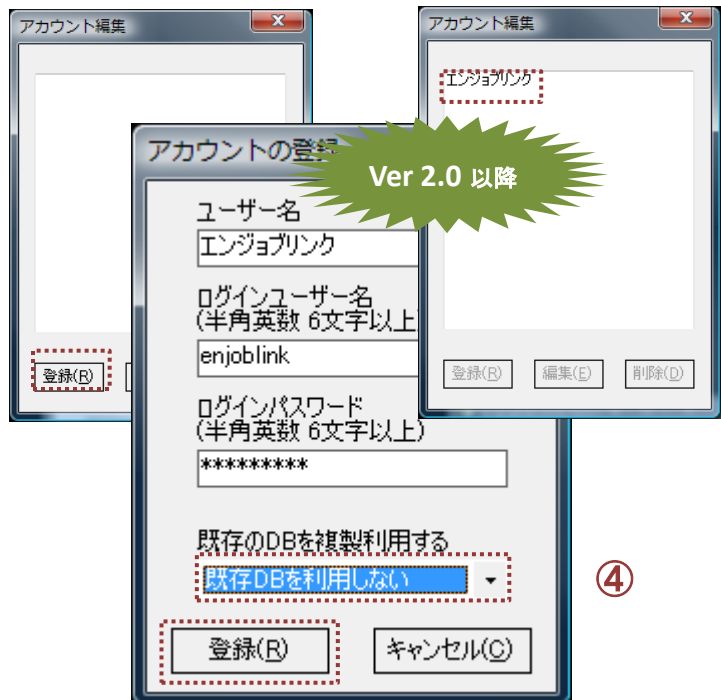 アカウント編集
登録(R)
アカウント編集
エンジョブリンク
登録(R)
編集(E)
削除(D)
アカウントの登録
Ver 2.0 以降
ユーザー名
エンジョブリンク
ログインユーザー名
(半角英数 6文字以上
enjoblink
ログインパスワード
(半角英数 6文字以上)
*********
既存のDBを複製利用する
既存DBを利用しない
④
登録(R)
キャンセル(C)